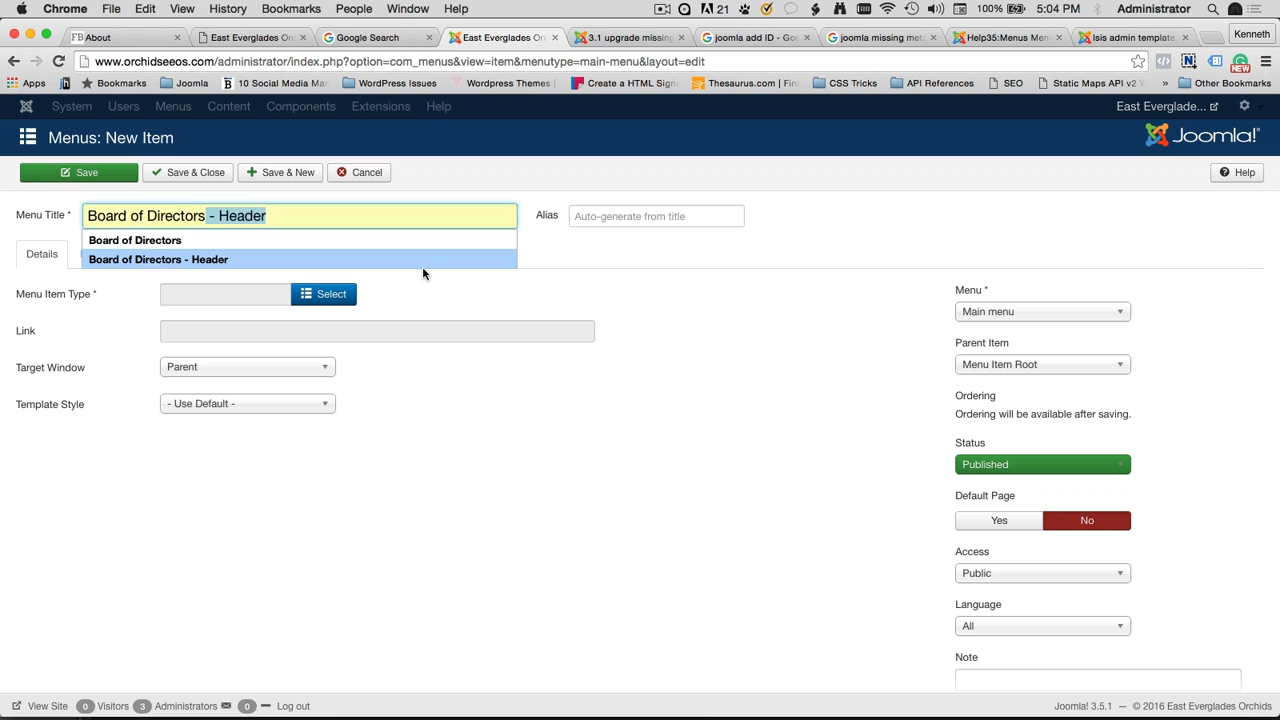 Chrome File Edit View History Bookmarks People Window Help 21 100% 5:04 PM Administrator
About East Everglades Or Google Search East Everglades Or 3.1 upgrade missing joomla add ID - Goo joomla missing met Help35:Menus Men Isis admin template Kenneth
www.orchidseeos.com/administrator/index.php?option=com_menus&view=item&menutype=main-menu&layout=edit
Apps Bookmarks Joomla 10 Social Media Ma WordPress Issues Wordpress Themes Create a HTML Sign Thesaurus.com | Fin CSS Tricks API References SEO Static Maps API v2 » Other Bookmarks
System Users Menus Content Components Extensions Help East Everglade...
Menus: New Item Joomla!
Save Save & Close Save & New Cancel Help
Menu Title * Board of Directors - Header Alias Auto-generate from title
Board of Directors
Details Board of Directors - Header
Menu Item Type * Select
Link
Target Window Parent
Template Style - Use Default -
Menu *
Main menu
Parent Item
Menu Item Root
Ordering
Ordering will be available after saving.
Status
Published
Default Page
Yes No
Access
Public
Language
All
Note
View Site 0 Visitors 3 Administrators 0 Log out Joomla! 3.5.1 — © 2016 East Everglades Orchids